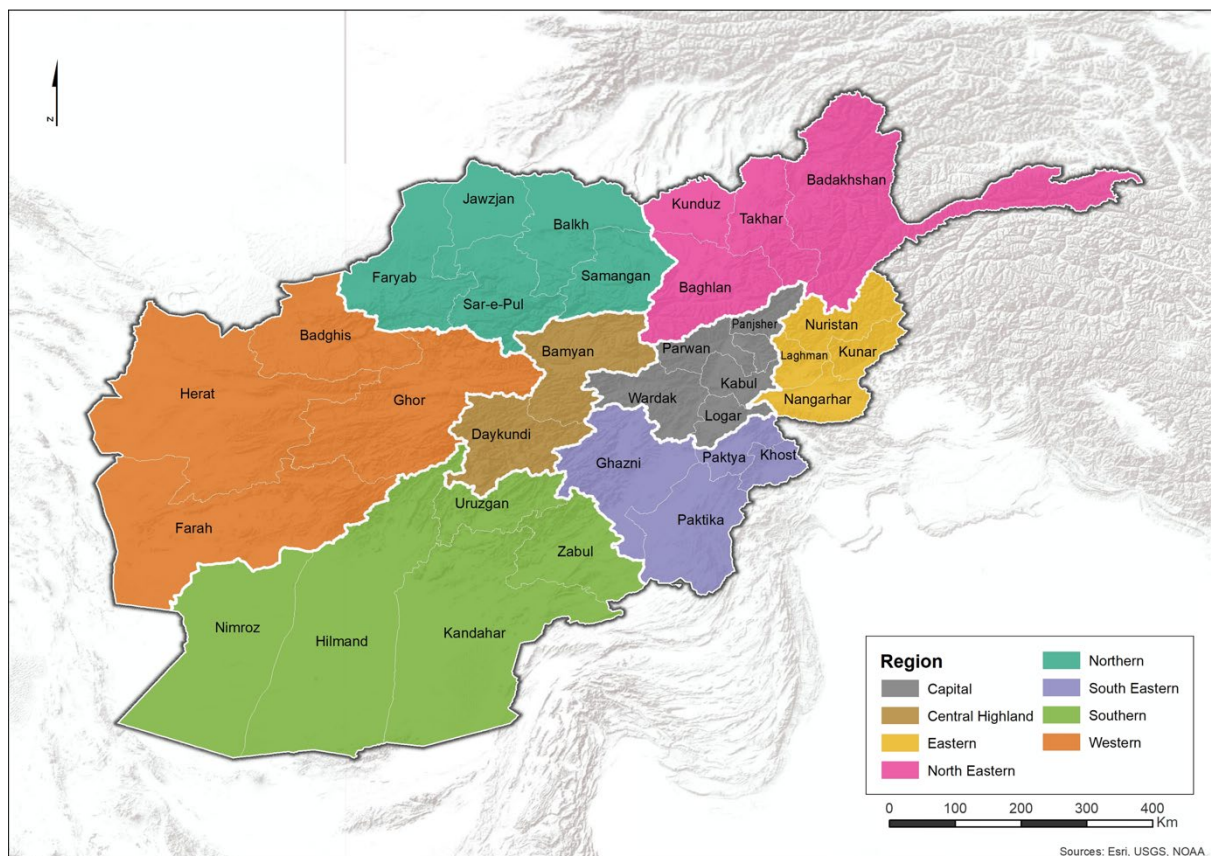 N
Jawzjan
Balkh
Faryab
Samangan
Sar-e-Pul
Kunduz
Takhar
Badakhshan
Baghlan
Badghis
Herat
Ghor
Farah
Bamyan
Daykundi
Panjsher
Parwan
Kabul
Wardak
Logar
Nuristan
Laghman
Kunar
Nangarhar
Ghazni
Paktya
Khost
Paktika
Uruzgan
Zabul
Nimroz
Hilmand
Kandahar
Region
Capital
Central Highland
Eastern
North Eastern
Northern
South Eastern
Southern
Western
0 100 200 300 400
Km
Sources: Esri, USGS, NOAA